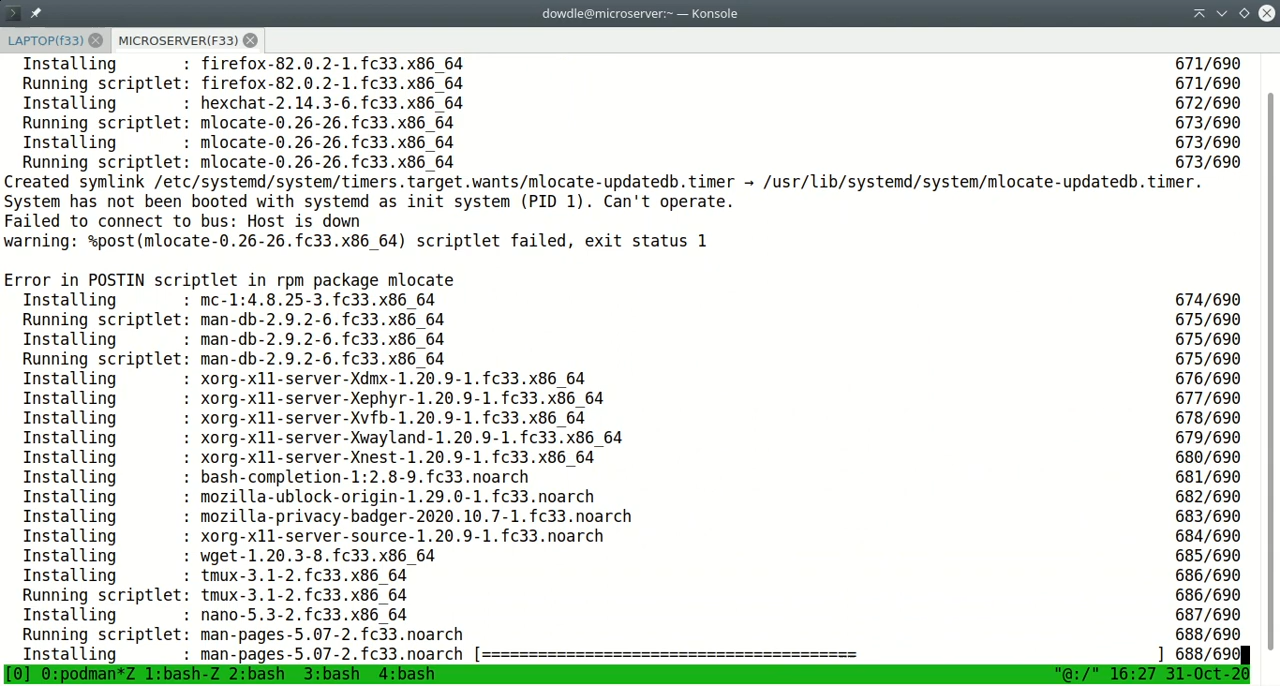 dowdle@microserver:~ — Konsole
LAPTOP(f33) MICROSERVER(F33)
Installing : firefox-82.0.2-1.fc33.x86_64 671/690
Running scriptlet: firefox-82.0.2-1.fc33.x86_64 671/690
Installing : hexchat-2.14.3-6.fc33.x86_64 672/690
Running scriptlet: mlocate-0.26-26.fc33.x86_64 673/690
Installing : mlocate-0.26-26.fc33.x86_64 673/690
Running scriptlet: mlocate-0.26-26.fc33.x86_64 673/690
Created symlink /etc/systemd/system/timers.target.wants/mlocate-updatedb.timer → /usr/lib/systemd/system/mlocate-updatedb.timer.
System has not been booted with systemd as init system (PID 1). Can't operate.
Failed to connect to bus: Host is down
warning: %post(mlocate-0.26-26.fc33.x86_64) scriptlet failed, exit status 1
Error in POSTIN scriptlet in rpm package mlocate
Installing : mc-1:4.8.25-3.fc33.x86_64 674/690
Running scriptlet: man-db-2.9.2-6.fc33.x86_64 675/690
Installing : man-db-2.9.2-6.fc33.x86_64 675/690
Running scriptlet: man-db-2.9.2-6.fc33.x86_64 675/690
Installing : xorg-x11-server-Xdmx-1.20.9-1.fc33.x86_64 676/690
Installing : xorg-x11-server-Xephyr-1.20.9-1.fc33.x86_64 677/690
Installing : xorg-x11-server-Xvfb-1.20.9-1.fc33.x86_64 678/690
Installing : xorg-x11-server-Xwayland-1.20.9-1.fc33.x86_64 679/690
Installing : xorg-x11-server-Xnest-1.20.9-1.fc33.x86_64 680/690
Installing : bash-completion-1:2.8-9.fc33.noarch 681/690
Installing : mozilla-ublock-origin-1.29.0-1.fc33.noarch 682/690
Installing : mozilla-privacy-badger-2020.10.7-1.fc33.noarch 683/690
Installing : xorg-x11-server-source-1.20.9-1.fc33.noarch 684/690
Installing : wget-1.20.3-8.fc33.x86_64 685/690
Installing : tmux-3.1-2.fc33.x86_64 686/690
Running scriptlet: tmux-3.1-2.fc33.x86_64 686/690
Installing : nano-5.3-2.fc33.x86_64 687/690
Running scriptlet: man-pages-5.07-2.fc33.noarch 688/690
Installing : man-pages-5.07-2.fc33.noarch [======================================== ] 688/690
[0] 0:podman*Z 1:bash-Z 2:bash 3:bash 4:bash "@:/" 16:27 31-Oct-20